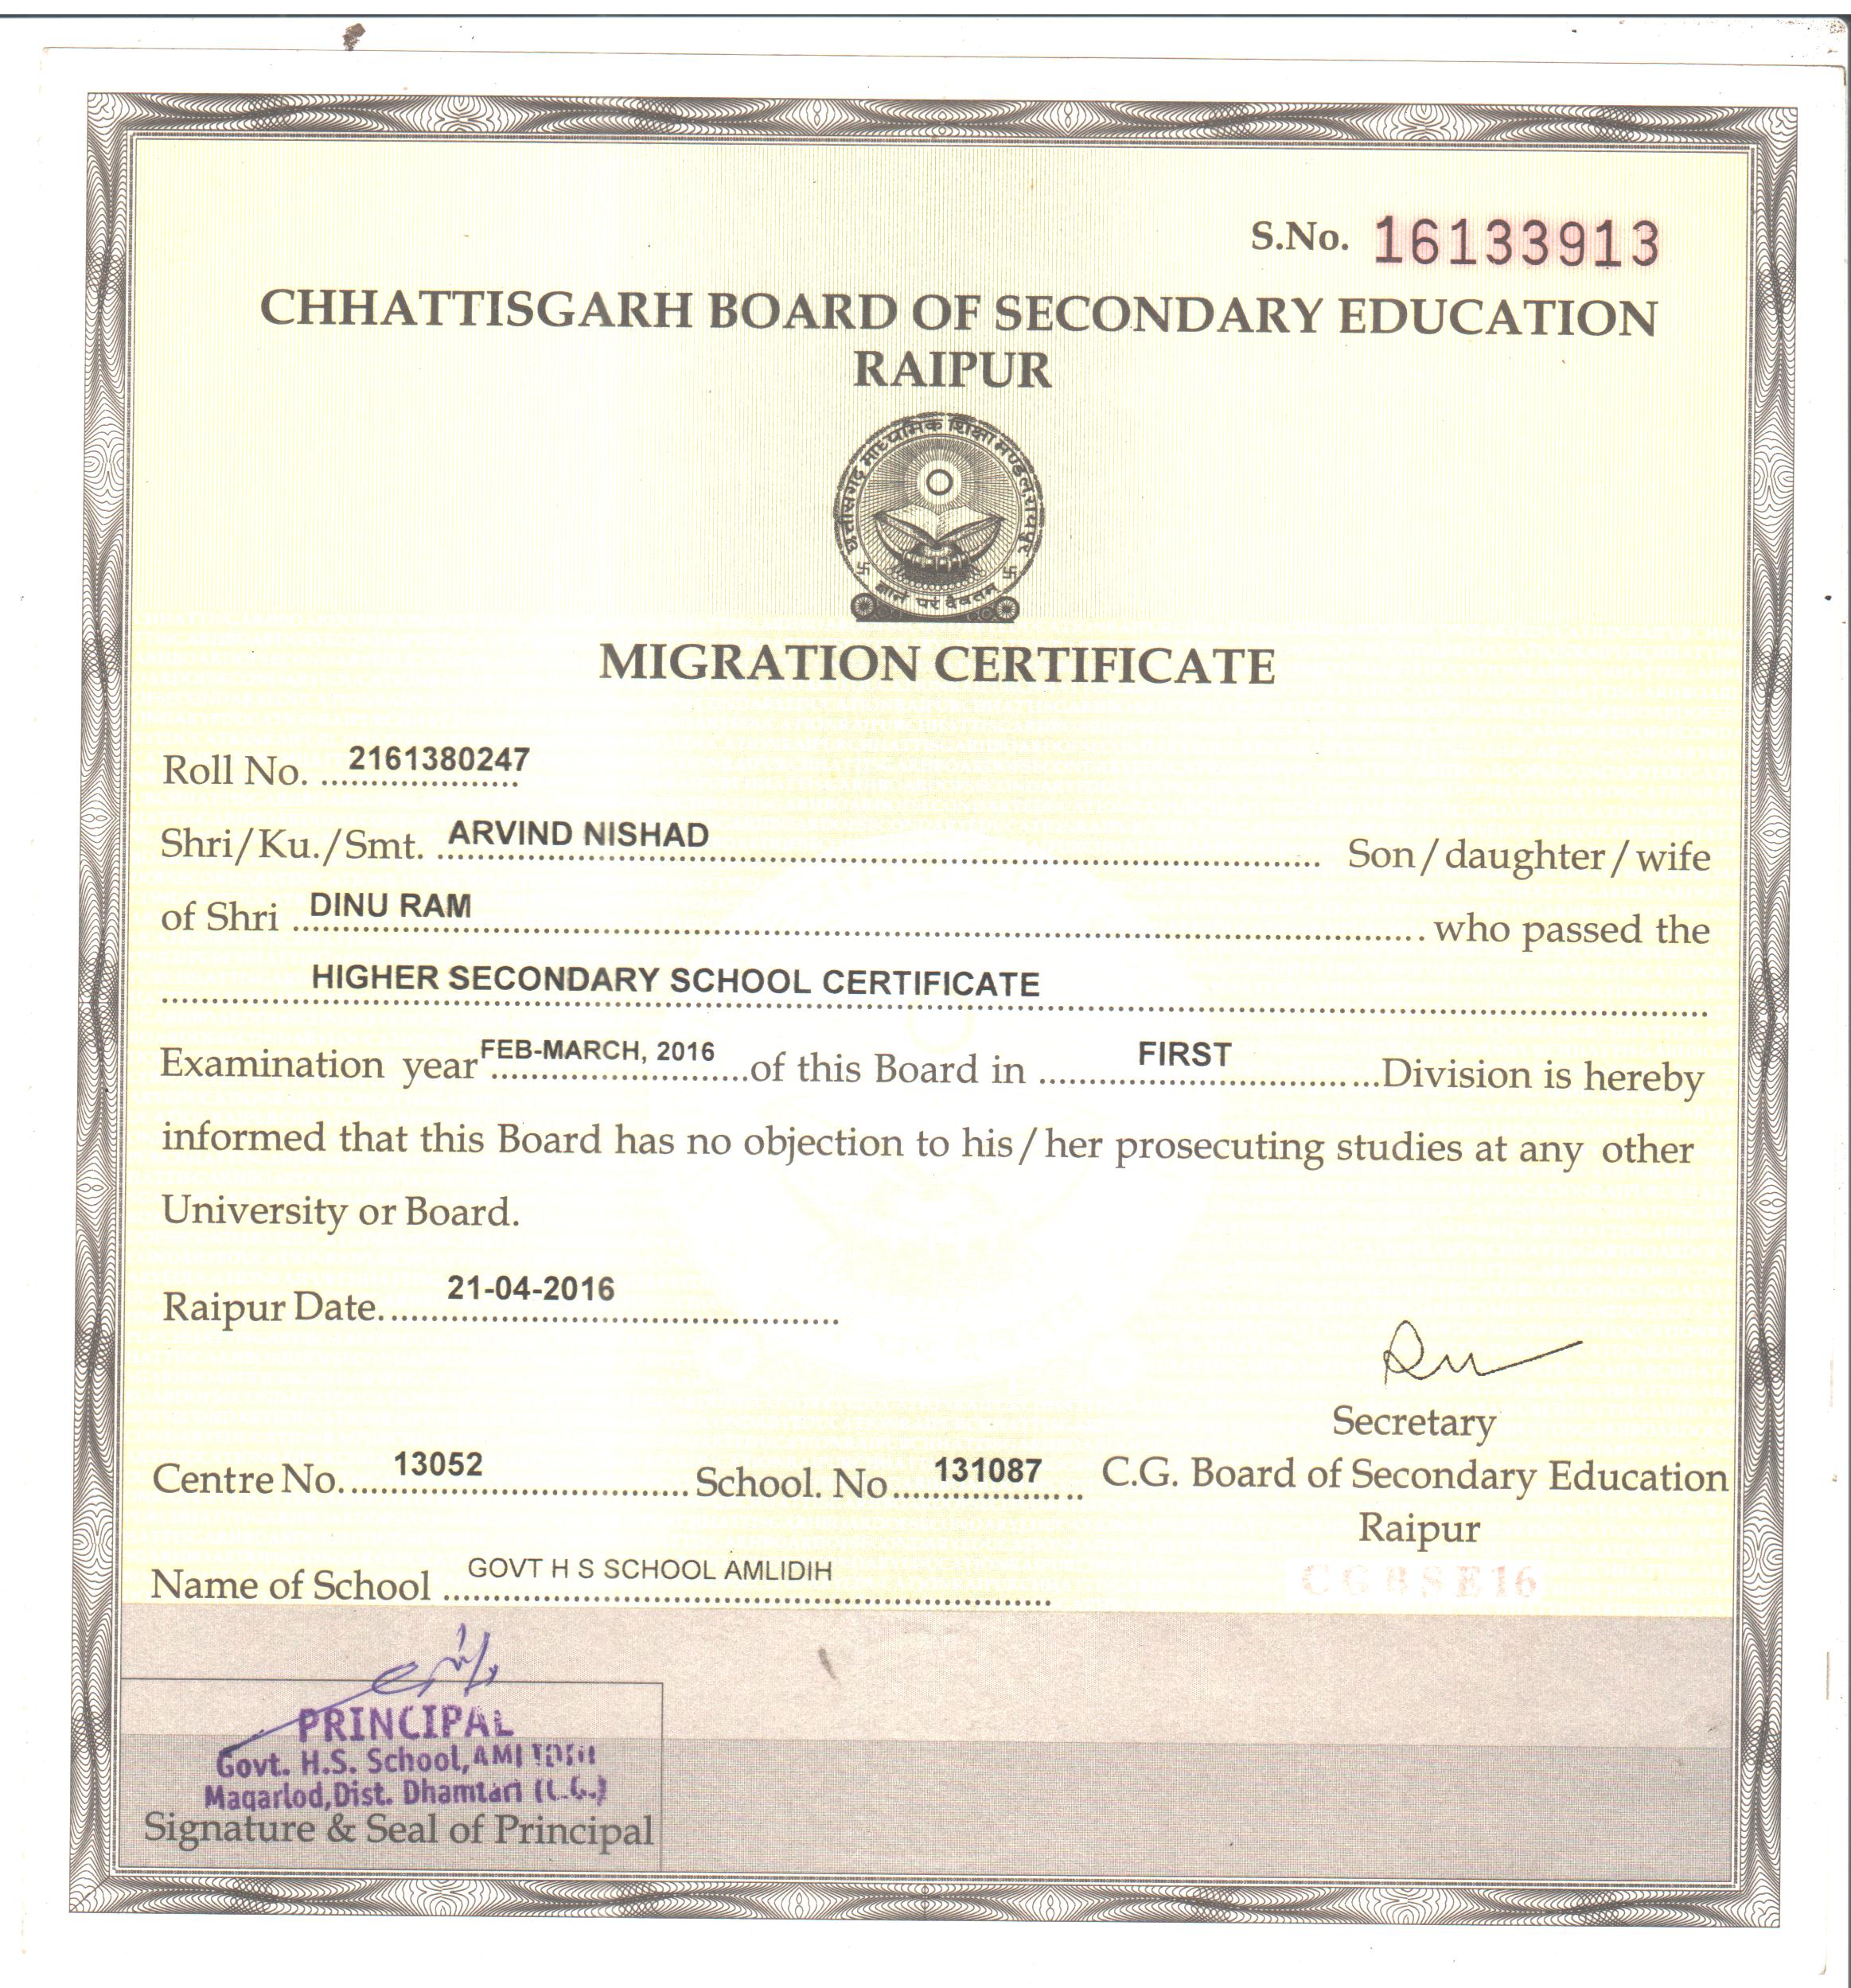 S.No. 16133913
CHHATTISGARH BOARD OF SECONDARY EDUCATION
RAIPUR
छत्तीसगढ़ माध्यमिक शिक्षा मण्डल, रायपुर
MIGRATION CERTIFICATE
Roll No. 2161380247
Shri/Ku./Smt. ARVIND NISHAD Son/daughter/wife
of Shri DINU RAM who passed the
HIGHER SECONDARY SCHOOL CERTIFICATE
Examination year FEB-MARCH, 2016 of this Board in FIRST Division is hereby
informed that this Board has no objection to his/her prosecuting studies at any other
University or Board.
Raipur Date. 21-04-2016
Secretary
Centre No. 13052 School. No 131087 C.G. Board of Secondary Education
Raipur
Name of School GOVT H S SCHOOL AMLIDIH
CGBSE16
PRINCIPAL
Govt. H.S. School,
Magarlod, Dist. Dhamtari (C.G.)
Signature & Seal of Principal